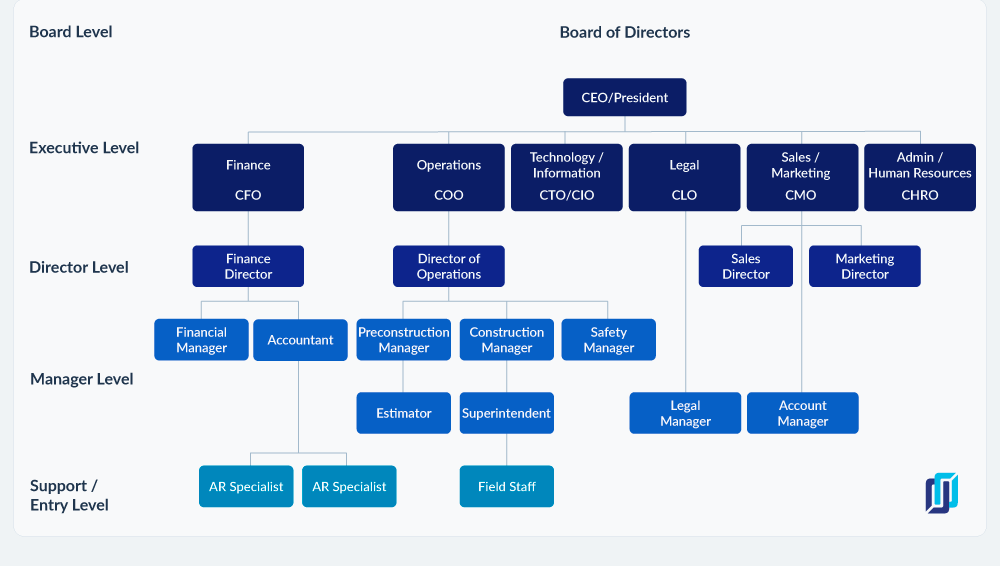 Board Level
Board of Directors
CEO/President
Executive Level
Finance
CFO
Operations
COO
Technology /
Information
CTO/CIO
Legal
CLO
Sales /
Marketing
CMO
Admin /
Human Resources
CHRO
Director Level
Finance
Director
Director of
Operations
Sales
Director
Marketing
Director
Manager Level
Financial
Manager
Accountant
Preconstruction
Manager
Construction
Manager
Safety
Manager
Estimator
Superintendent
Legal
Manager
Account
Manager
Support /
Entry Level
AR Specialist
AR Specialist
Field Staff